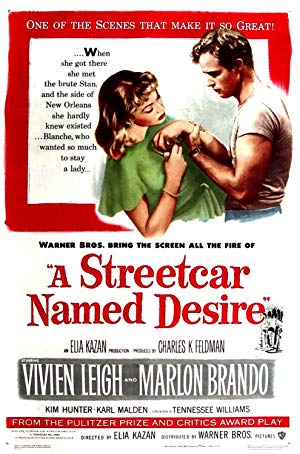 ONE OF THE SCENES THAT MAKE IT GREAT!
...When
she got there
she met
the brute Stan,
and the side of
New Orleans
she hardly
knew existed
...Blanche, who
wanted so much
to stay
a lady...
WARNER BROS. BRING THE SCREEN ALL THE FIRE OF
"A STREETCAR
NAMED DESIRE"
AN ELIA KAZAN PRODUCTION PRODUCED BY CHARLES K. FELDMAN
STARRING
VIVIEN LEIGH AND MARLON BRANDO
KIM HUNTER · KARL MALDEN TENNESSEE WILLIAMS
FROM THE PULITZER PRIZE AND CRITICS AWARD PLAY
DIRECTED BY ELIA KAZAN DISTRIBUTED BY WARNER BROS. PICTURES